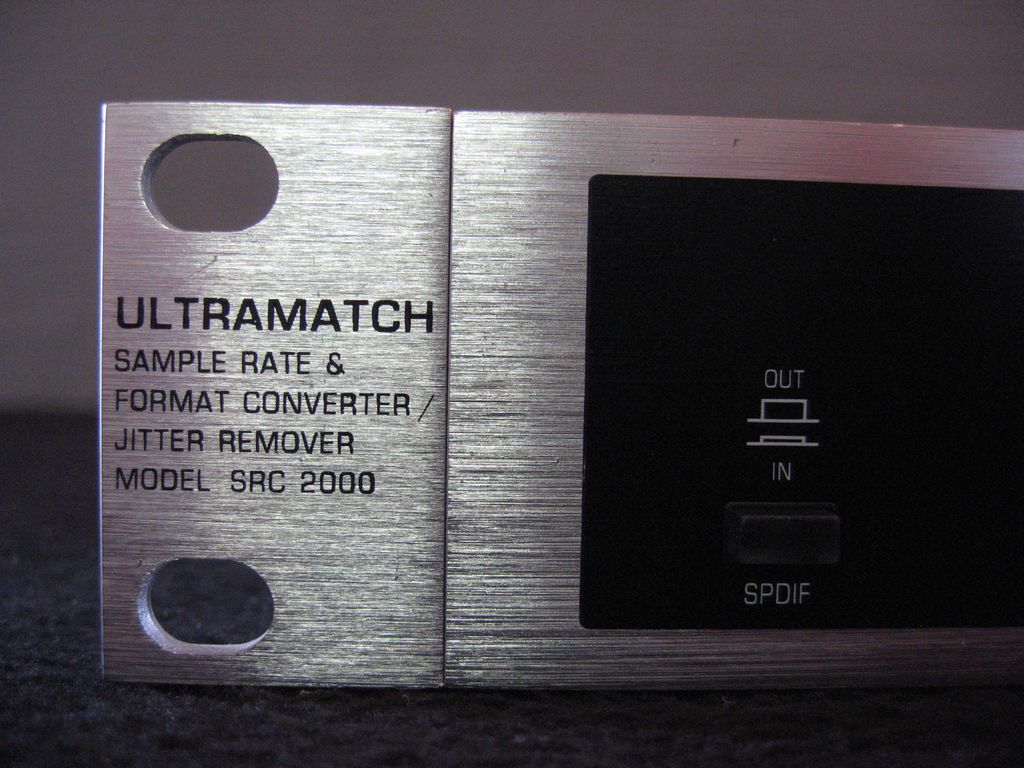 ULTRAMATCH
SAMPLE RATE &
FORMAT CONVERTER/
JITTER REMOVER
MODEL SRC 2000
OUT
IN
SPDIF